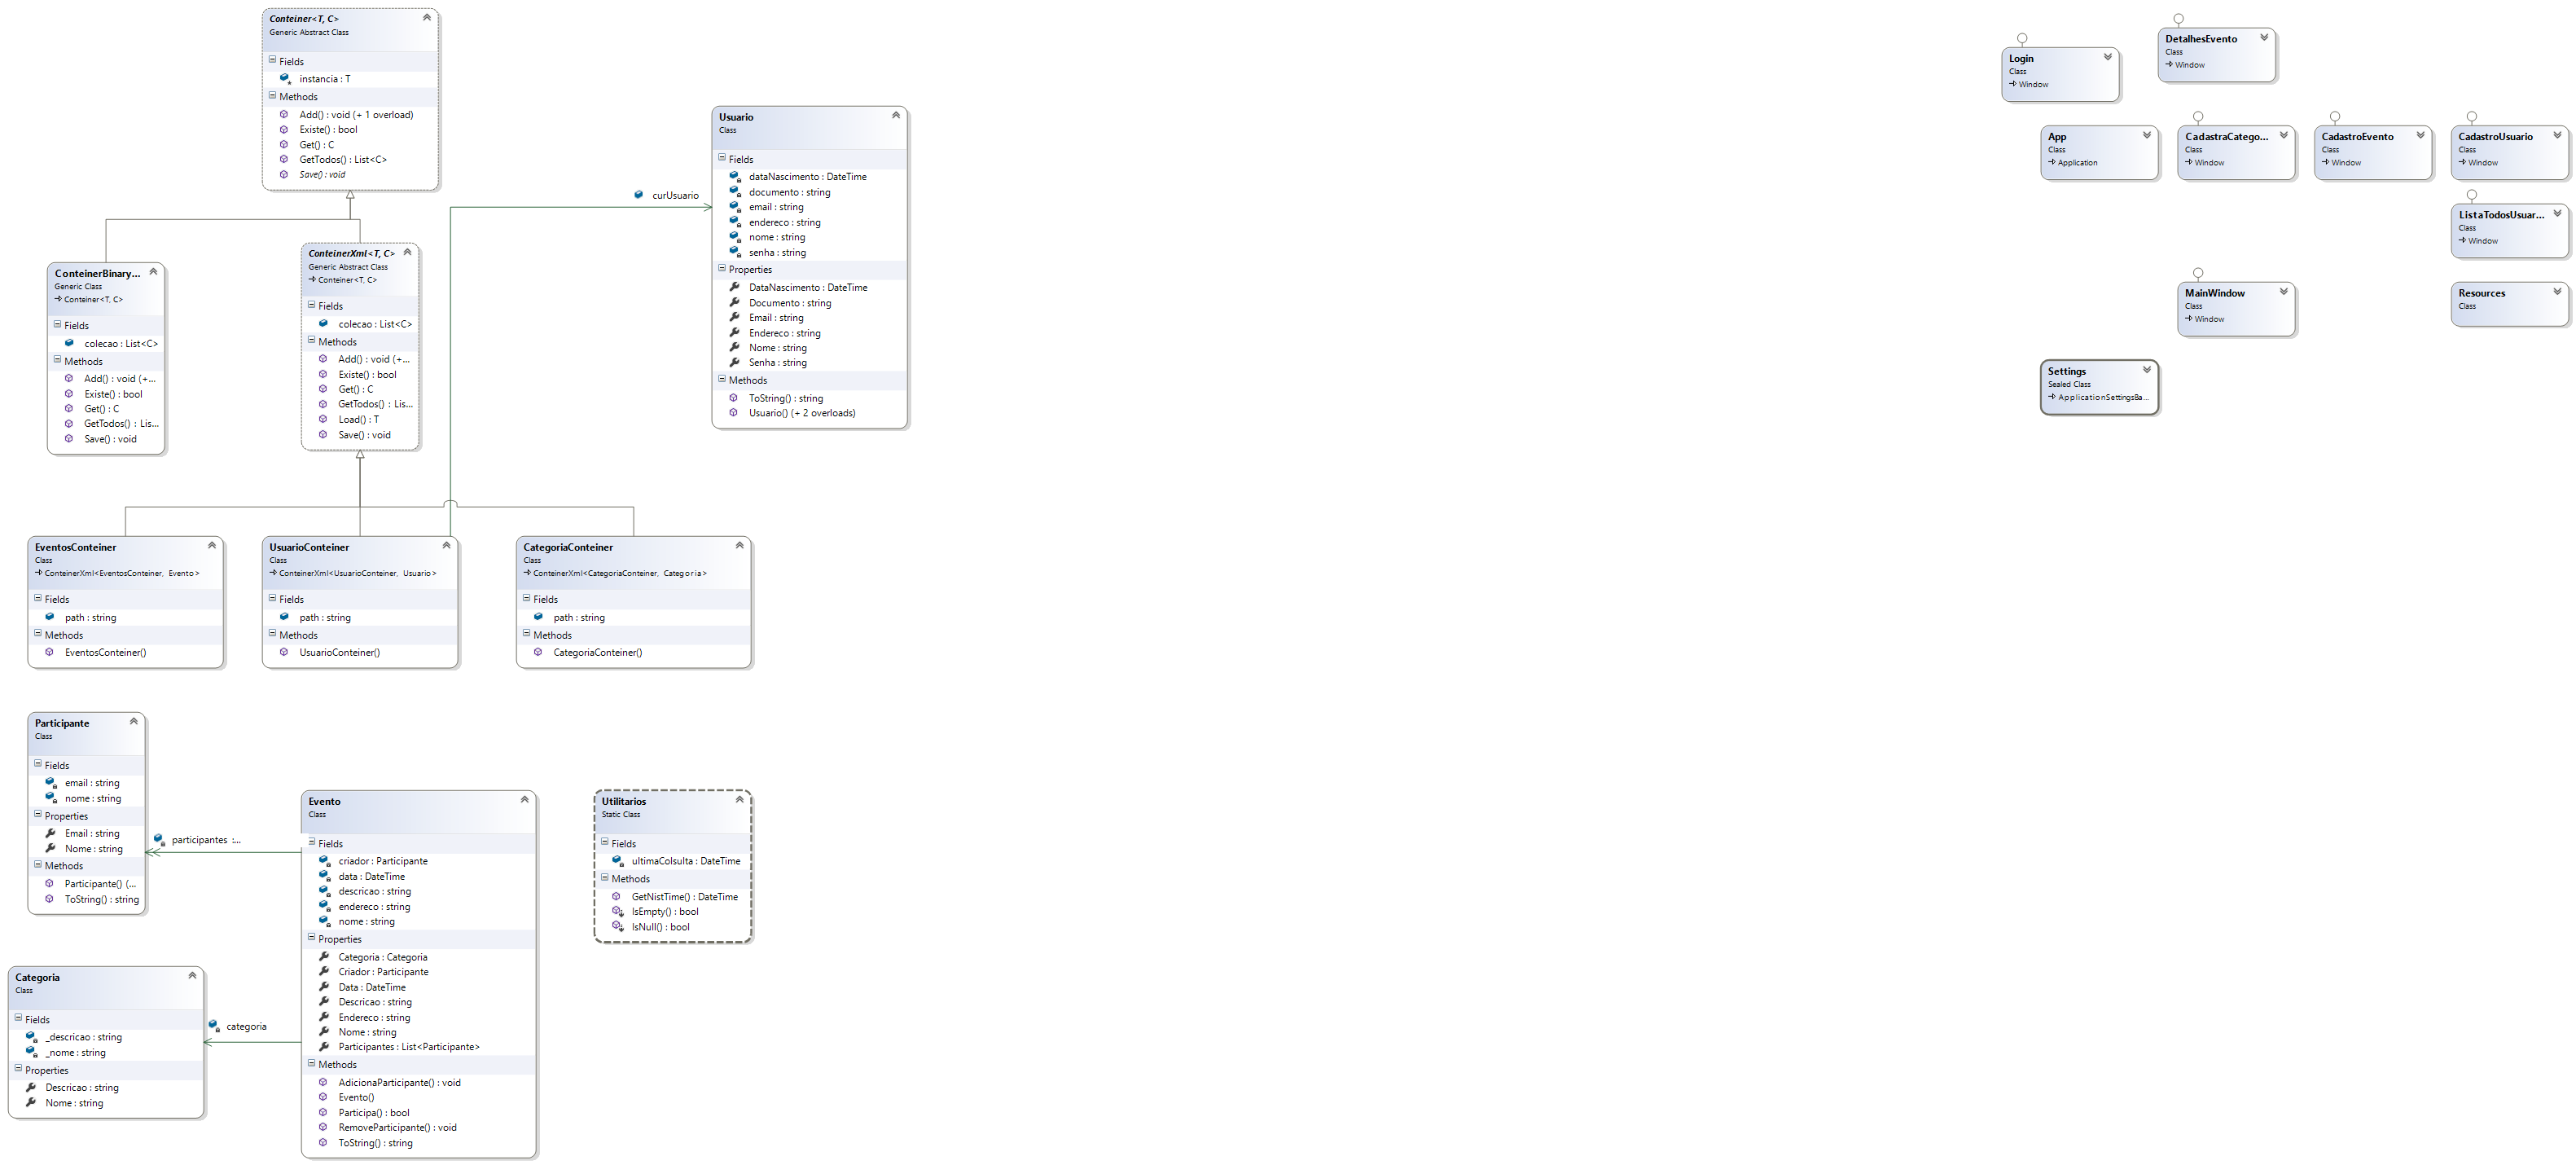 Conteiner<T, C>
Generic Abstract Class
Fields
instancia : T
Methods
Add() : void (+ 1 overload)
Existe() : bool
Get() : C
GetTodos() : List<C>
Save() : void
ConteinerBinary...
Generic Class
Conteiner<T, C>
Fields
colecao : List<C>
Methods
Add() : void (+...
Existe() : bool
Get() : C
GetTodos() : Lis...
Save() : void
ConteinerXml<T, C>
Generic Abstract Class
Conteiner<T, C>
Fields
colecao : List<C>
Methods
Add() : void (+...
Existe() : bool
Get() : C
GetTodos() : Lis...
Load() : T
Save() : void
curUsuario
Usuario
Class
Fields
dataNascimento : DateTime
documento : string
email : string
endereco : string
nome : string
senha : string
Properties
DataNascimento : DateTime
Documento : string
Email : string
Endereco : string
Nome : string
Senha : string
Methods
ToString() : string
Usuario() (+ 2 overloads)
EventosConteiner
Class
ConteinerXml<EventosConteiner, Evento>
Fields
path : string
Methods
EventosConteiner()
UsuarioConteiner
Class
ConteinerXml<UsuarioConteiner, Usuario>
Fields
path : string
Methods
UsuarioConteiner()
CategoriaConteiner
Class
ConteinerXml<CategoriaConteiner, Categoria>
Fields
path : string
Methods
CategoriaConteiner()
Participante
Class
Fields
email : string
nome : string
Properties
Email : string
Nome : string
Methods
Participante() (...
ToString() : string
participantes :...
Categoria
Class
Fields
_descricao : string
_nome : string
Properties
Descricao : string
Nome : string
categoria
Evento
Class
Fields
criador : Participante
data : DateTime
descricao : string
endereco : string
nome : string
Properties
Categoria : Categoria
Criador : Participante
Data : DateTime
Descricao : string
Endereco : string
Nome : string
Participantes : List<Participante>
Methods
AdicionaParticipante() : void
Evento()
Participa() : bool
RemoveParticipante() : void
ToString() : string
Utilitarios
Static Class
Fields
ultimaColsulta : DateTime
Methods
GetNistTime() : DateTime
IsEmpty() : bool
IsNull() : bool
Login
Class
Window
DetalhesEvento
Class
Window
App
Class
Application
CadastraCatego...
Class
Window
CadastroEvento
Class
Window
CadastroUsuario
Class
Window
ListaTodosUsuar...
Class
Window
MainWindow
Class
Window
Resources
Class
Settings
Sealed Class
ApplicationSettingsBa...